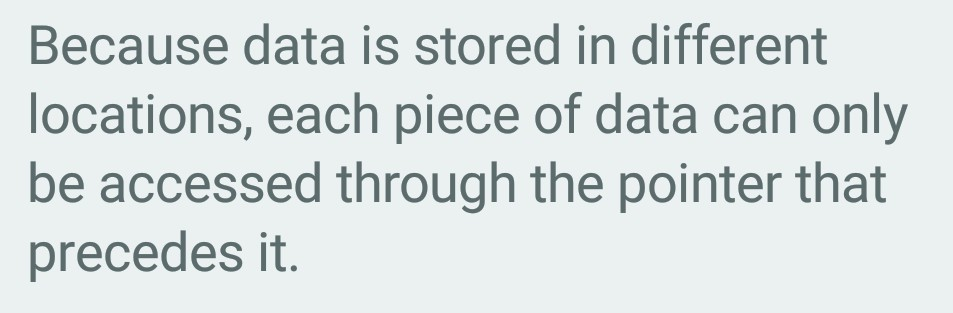 Because data is stored in different
locations, each piece of data can only
be accessed through the pointer that
precedes it.